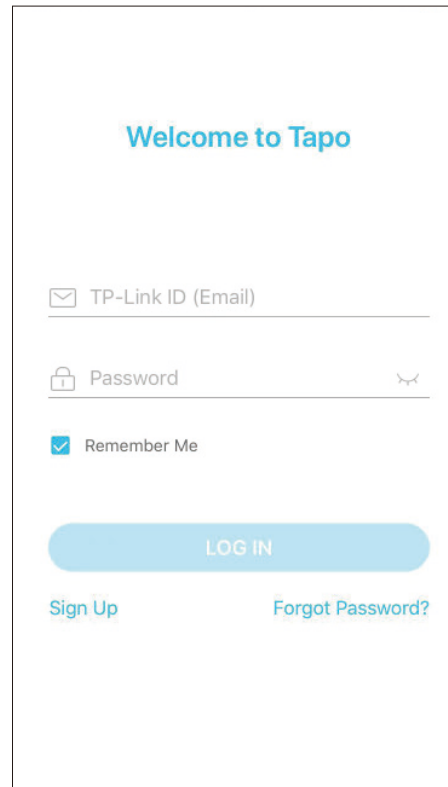 Welcome to Tapo
TP-Link ID (Email)
Password
Remember Me
LOG IN
Sign Up
Forgot Password?